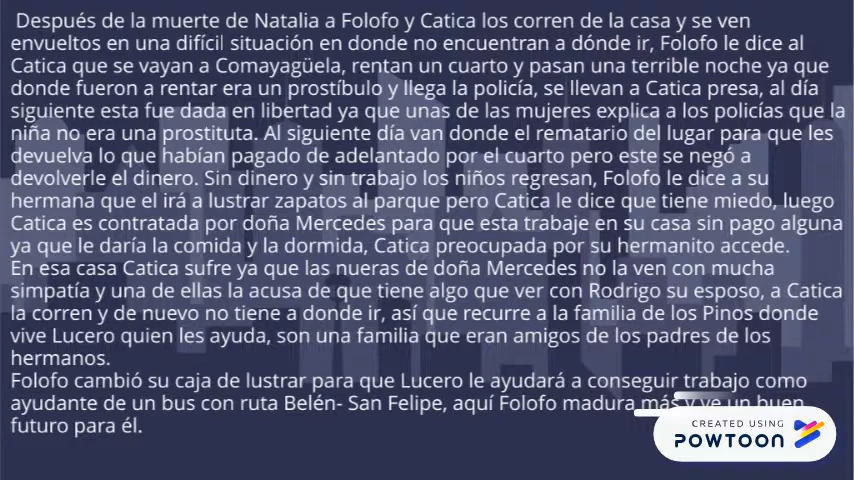 Después de la muerte de Natalia a Folofo y Catica los corren de la casa y se ven
envueltos en una difícil situación en donde no encuentran a dónde ir, Folofo le dice al
Catica que se vayan a Comayagüela, rentan un cuarto y pasan una terrible noche ya que
donde fueron a rentar era un prostíbulo y llega la policía, se llevan a Catica presa, al día
siguiente esta fue dada en libertad ya que unas de las mujeres explica a los policías que la
niña no era una prostituta. Al siguiente día van donde el rematario del lugar para que les
devuelva lo que habían pagado de adelantado por el cuarto pero este se negó a
devolverle el dinero. Sin dinero y sin trabajo los niños regresan, Folofo le dice a su
hermana que el irá a lustrar zapatos al parque pero Catica le dice que tiene miedo, luego
Catica es contratada por doña Mercedes para que esta trabaje en su casa sin pago alguna
ya que le daría la comida y la dormida, Catica preocupada por su hermanito accede.
En esa casa Catica sufre ya que las nueras de doña Mercedes no la ven con mucha
simpatía y una de ellas la acusa de que tiene algo que ver con Rodrigo su esposo, a Catica
la corren y de nuevo no tiene a donde ir, así que recurre a la familia de los Pinos donde
vive Lucero quien les ayuda, son una familia que eran amigos de los padres de los
hermanos.
Folofo cambió su caja de lustrar para que Lucero le ayudará a conseguir trabajo como
ayudante de un bus con ruta Belén- San Felipe, aquí Folofo madura más y ve un buen
futuro para él.
CREATED USING
POWTOON